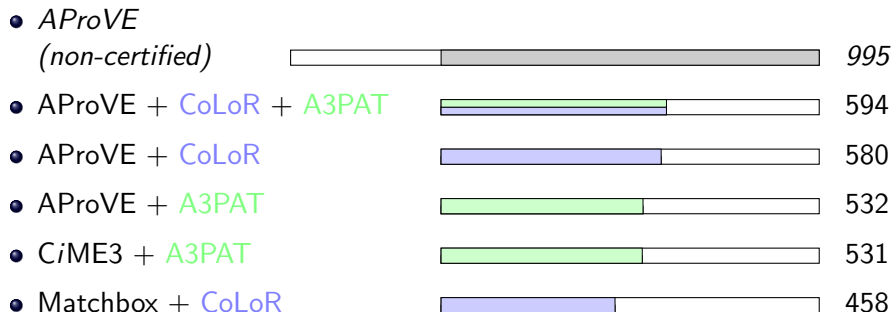 AProVE
(non-certified) 995
AProVE + CoLoR + A3PAT 594
AProVE + CoLoR 580
AProVE + A3PAT 532
CiME3 + A3PAT 531
Matchbox + CoLoR 458